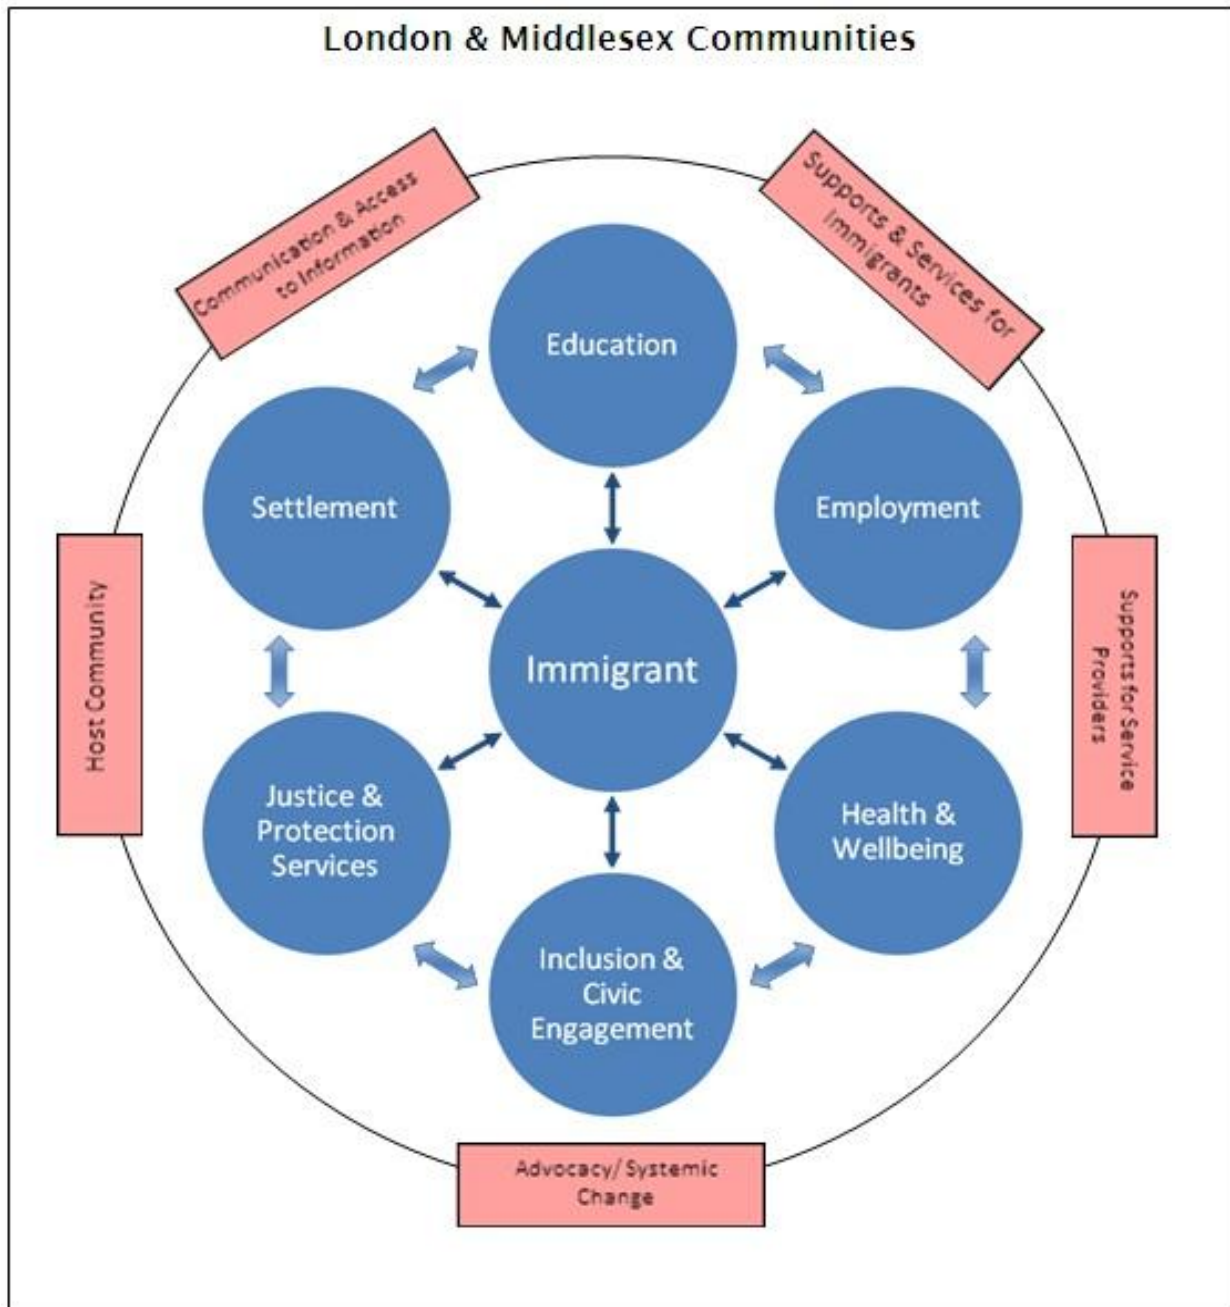 London & Middlesex Communities
Communication & Access
to Information
Supports & Services for
Immigrants
Education
Settlement
Employment
Host Community
Immigrant
Supports for Service
Providers
Justice &
Protection
Services
Health &
Wellbeing
Inclusion &
Civic
Engagement
Advocacy/ Systemic
Change